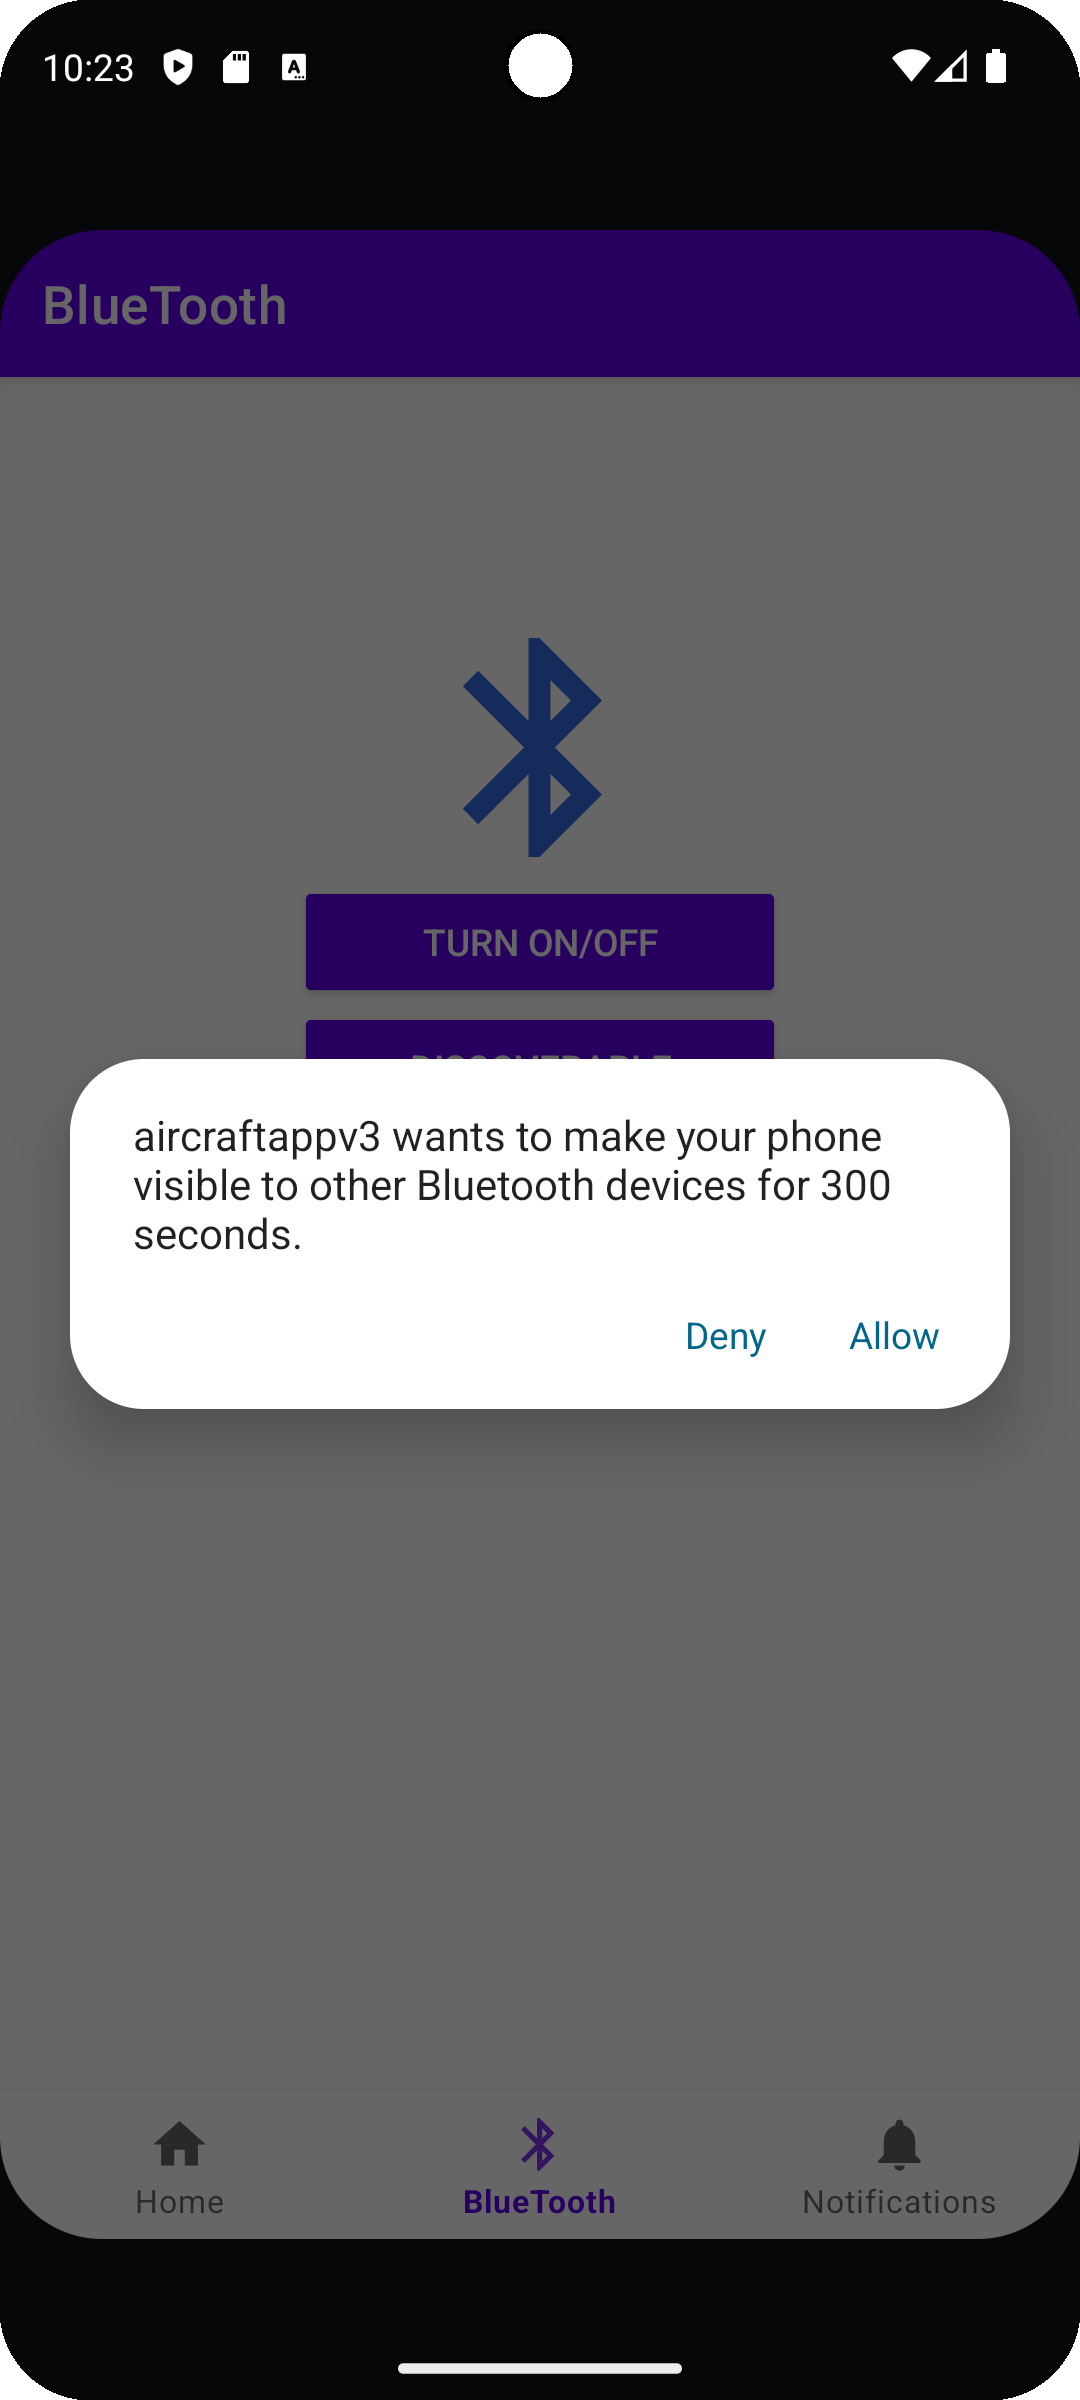 10:23
BlueTooth
TURN ON/OFF
DISCOVERABLE
aircraftappv3 wants to make your phone
visible to other Bluetooth devices for 300
seconds.
Deny Allow
Home BlueTooth Notifications